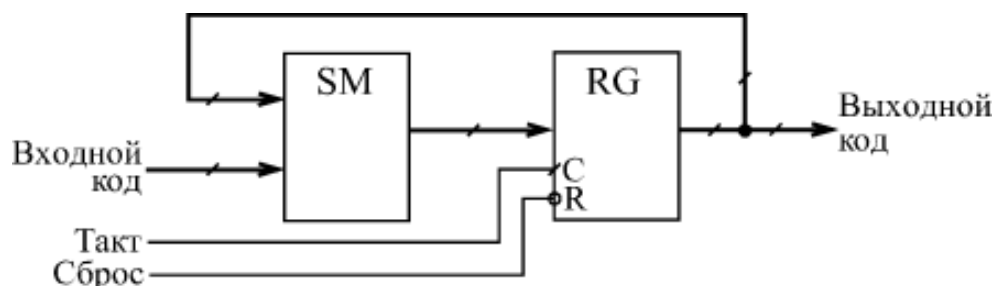 SM
RG
Выходной
код
Входной
код
C
R
Такт
Сброс